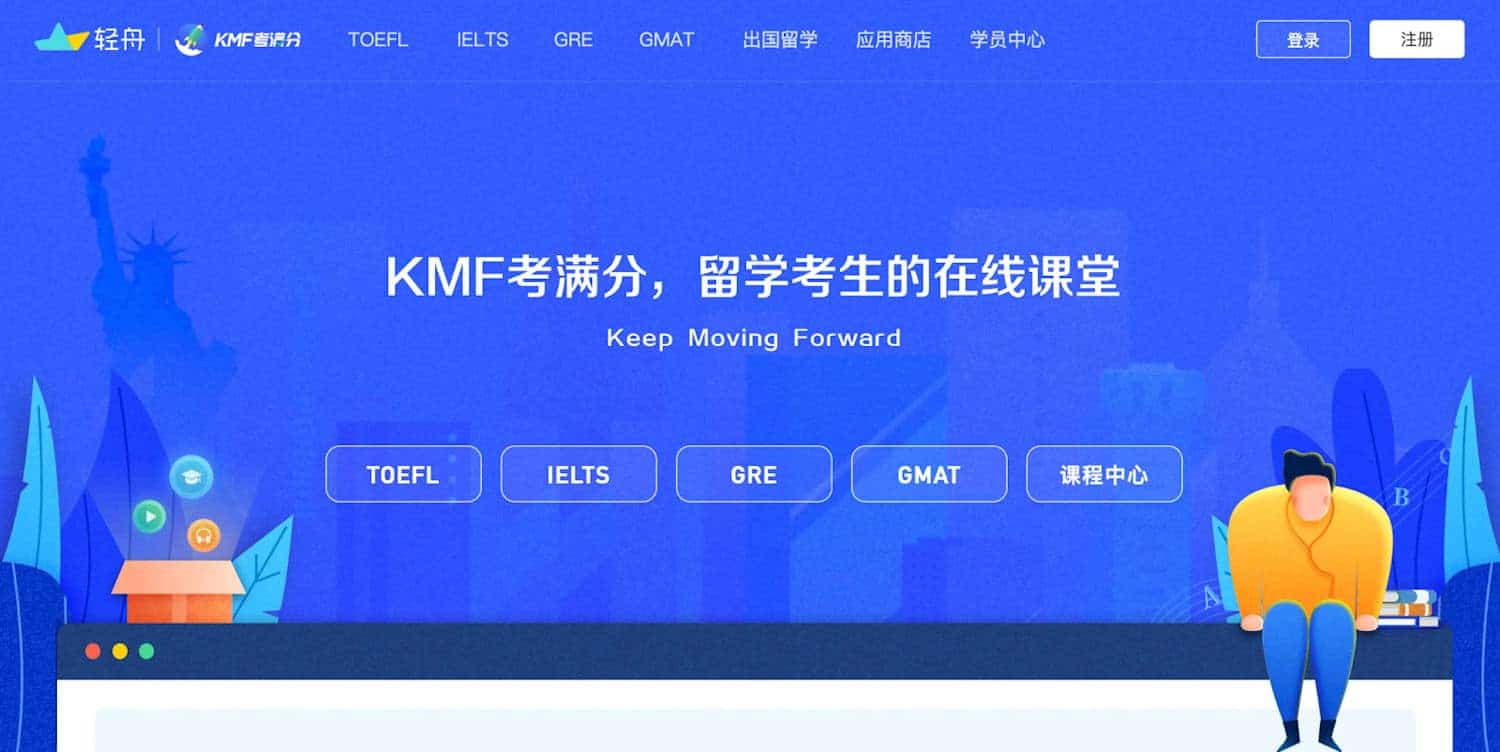 轻舟 KMF考满分 TOEFL IELTS GRE GMAT 出国留学 应用商店 学员中心 登录 注册
KMF考满分，留学考生的在线课堂
Keep Moving Forward
TOEFL IELTS GRE GMAT 课程中心
B
A